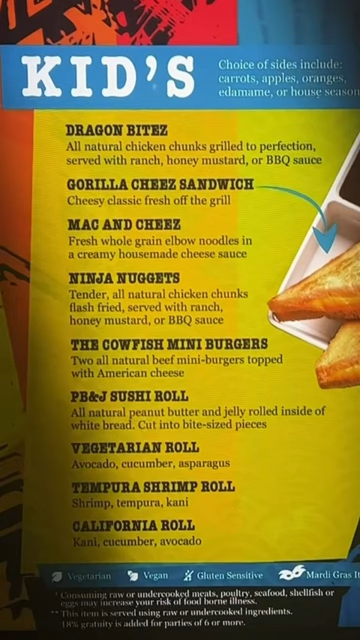 KID'S
Choice of sides include:
carrots, apples, oranges,
edamame, or house season
DRAGON BITEZ
All natural chicken chunks grilled to perfection,
served with ranch, honey mustard, or BBQ sauce
GORILLA CHEEZ SANDWICH
Cheesy classic fresh off the grill
MAC AND CHEEZ
Fresh whole grain elbow noodles in
a creamy housemade cheese sauce
NINJA NUGGETS
Tender, all natural chicken chunks
flash fried, served with ranch,
honey mustard, or BBQ sauce
THE COWFISH MINI BURGERS
Two all natural beef mini-burgers topped
with American cheese
PB&J SUSHI ROLL
All natural peanut butter and jelly rolled inside of
white bread. Cut into bite-sized pieces
VEGETARIAN ROLL
Avocado, cucumber, asparagus
TEMPURA SHRIMP ROLL
Shrimp, tempura, kani
CALIFORNIA ROLL
Kani, cucumber, avocado
Vegetarian Vegan Gluten Sensitive Mardi Gras It
* Consuming raw or undercooked meats, poultry, seafood, shellfish or
eggs may increase your risk of food borne illness.
** This item is served using raw or undercooked ingredients.
18% gratuity is added for parties of 6 or more.